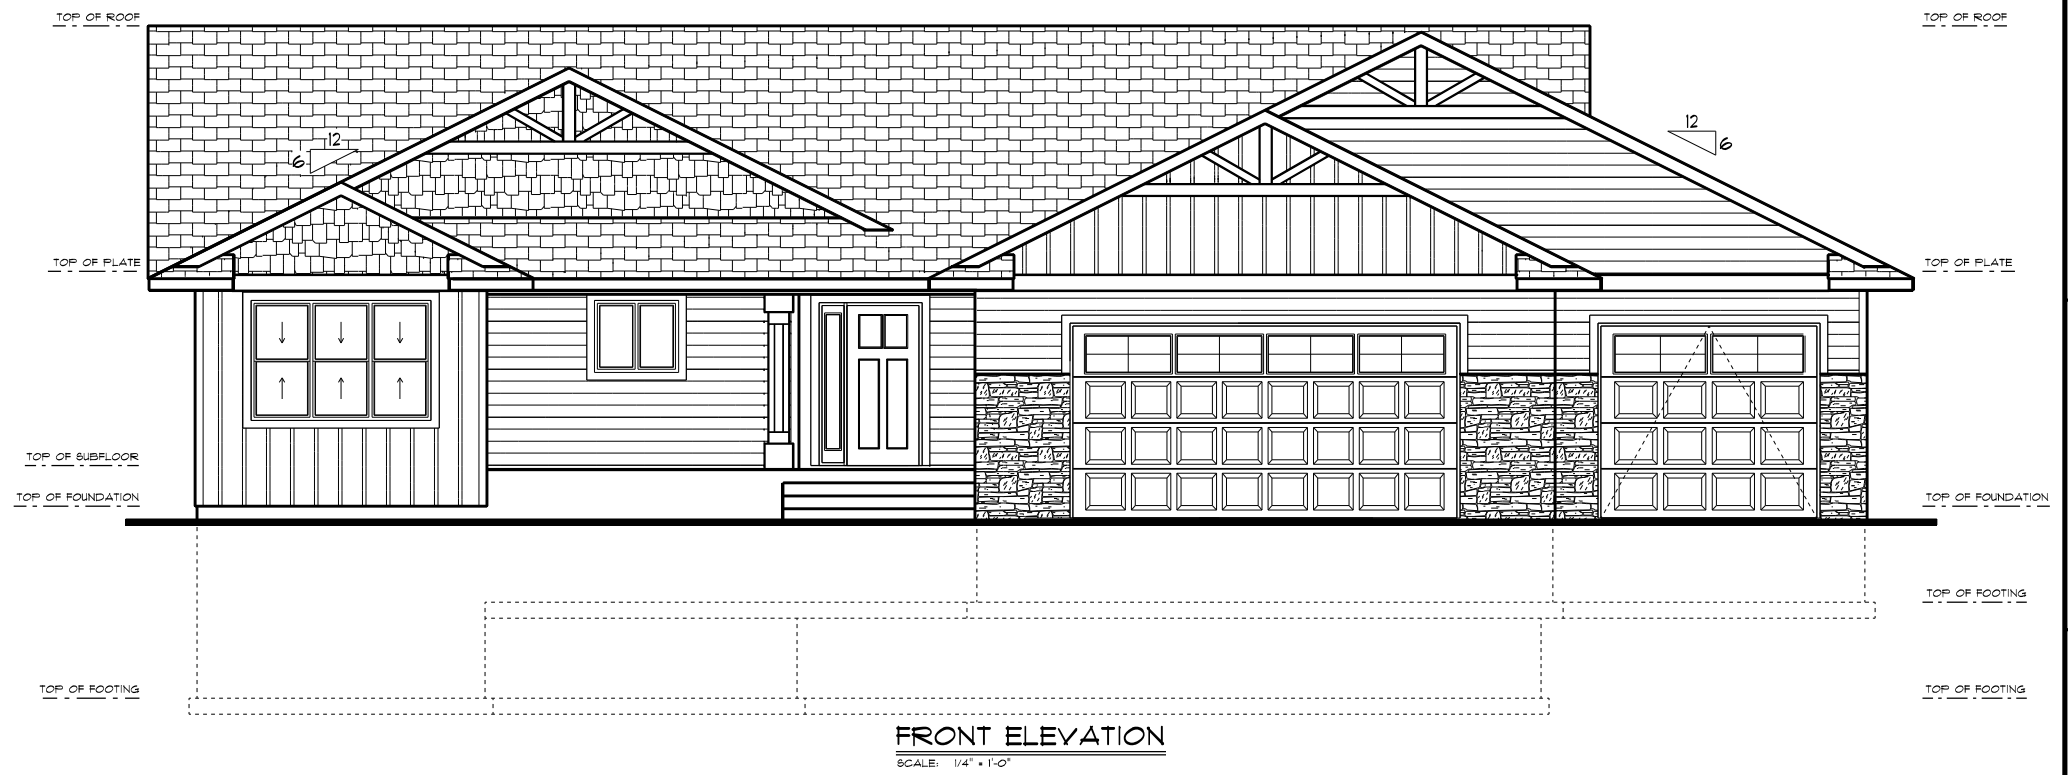 TOP OF ROOF
TOP OF ROOF
12
6
12
6
TOP OF PLATE
TOP OF PLATE
TOP OF SUBFLOOR
TOP OF FOUNDATION
TOP OF FOUNDATION
TOP OF FOOTING
TOP OF FOOTING
TOP OF FOOTING
FRONT ELEVATION
SCALE: 1/4" = 1'-0"